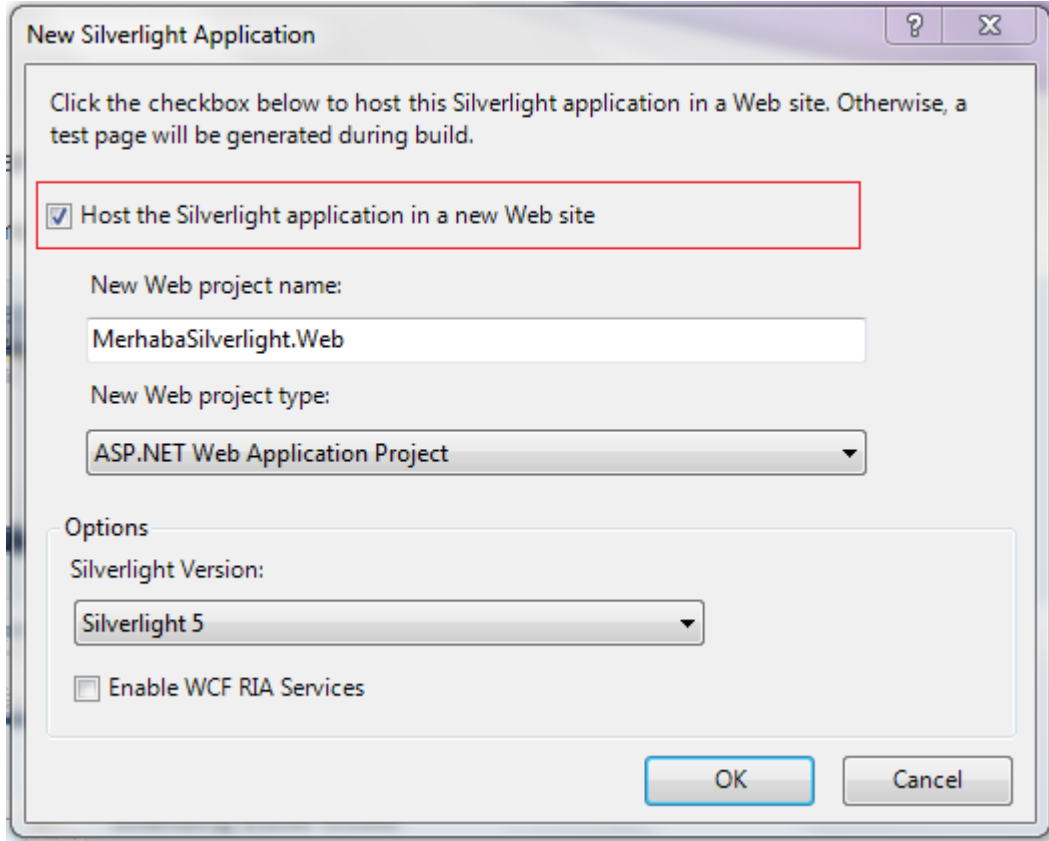 New Silverlight Application
Click the checkbox below to host this Silverlight application in a Web site. Otherwise, a
test page will be generated during build.
Host the Silverlight application in a new Web site
New Web project name:
MerhabaSilverlight.Web
New Web project type:
ASP.NET Web Application Project
Options
Silverlight Version:
Silverlight 5
Enable WCF RIA Services
OK
Cancel